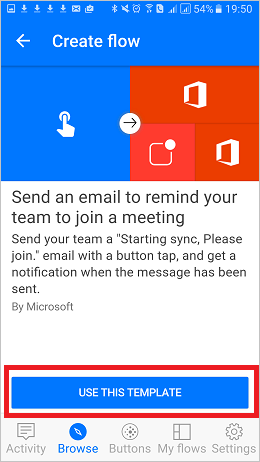 54% 19:50
Create flow
Send an email to remind your
team to join a meeting
Send your team a "Starting sync, Please
join." email with a button tap, and get a
notification when the message has been
sent.
By Microsoft
USE THIS TEMPLATE
Activity Browse Buttons My flows Settings